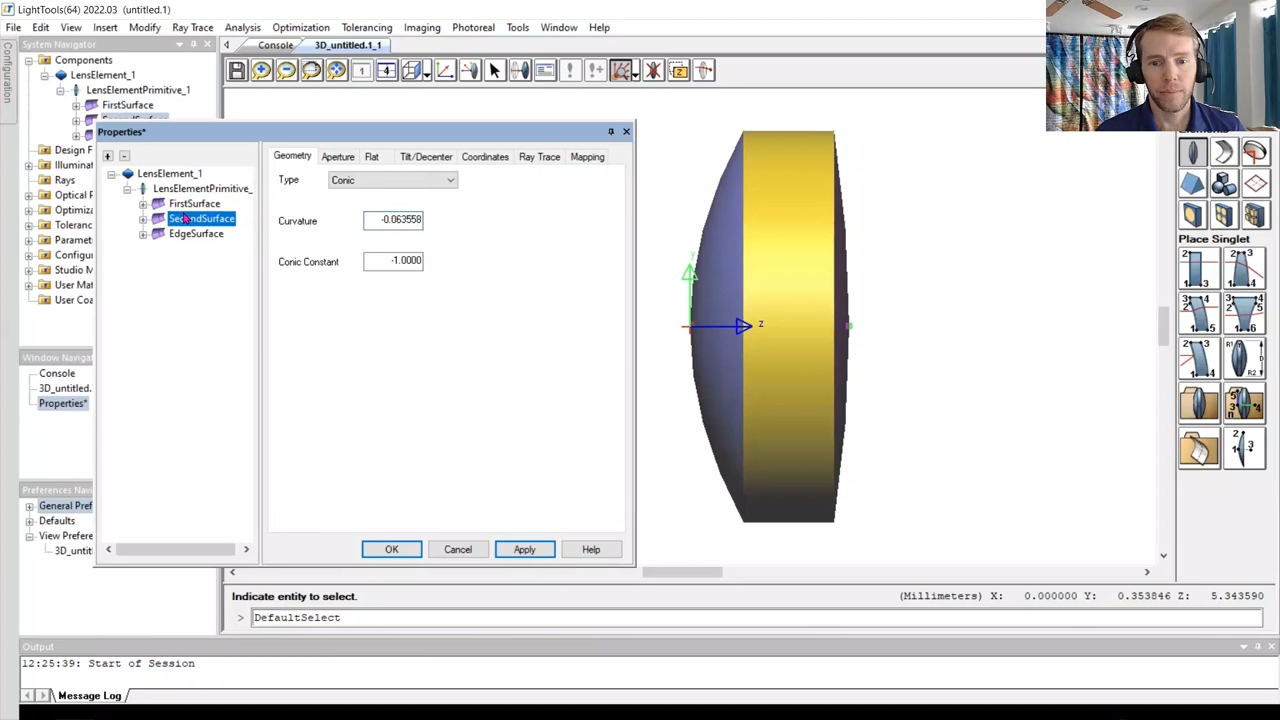 LightTools(64) 2022.03 (untitled.1)
File Edit View Insert Modify Ray Trace Analysis Optimization Tolerancing Imaging Photoreal Tools Window Help
Configuration
System Navigator
Components
LensElement_1
LensElementPrimitive_1
FirstSurface
Design F
Illuminat
Rays
Optical P
Optimiza
Toleranc
Paramet
Configur
Studio M
User Mat
User Coa
Console 3D_untitled.1_1
Properties*
LensElement_1
LensElementPrimitive_
FirstSurface
SecondSurface
EdgeSurface
Geometry Aperture Flat Tilt/Decenter Coordinates Ray Trace Mapping
Type Conic
Curvature -0.063558
Conic Constant -1.0000
OK Cancel Apply Help
Y
Z
Elements
Place Singlet
Window Navigat
Console
3D_untitled.
Properties*
Preferences Navi
General Pref
Defaults
View Prefere
3D_unti
Indicate entity to select.
(Millimeters) X: 0.000000 Y: 0.353846 Z: 5.343590
> DefaultSelect
Output
12:25:39: Start of Session
Message Log